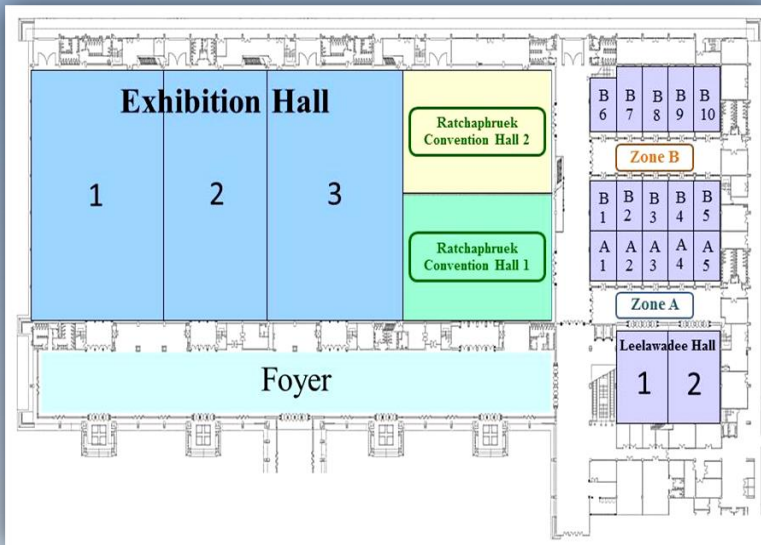 Exhibition Hall
1
2
3
Ratchaphruek
Convention Hall 2
Ratchaphruek
Convention Hall 1
Foyer
B
6
B
7
B
8
B
9
B
10
Zone B
B
1
B
2
B
3
B
4
B
5
A
1
A
2
A
3
A
4
A
5
Zone A
Leelawadee Hall
1
2